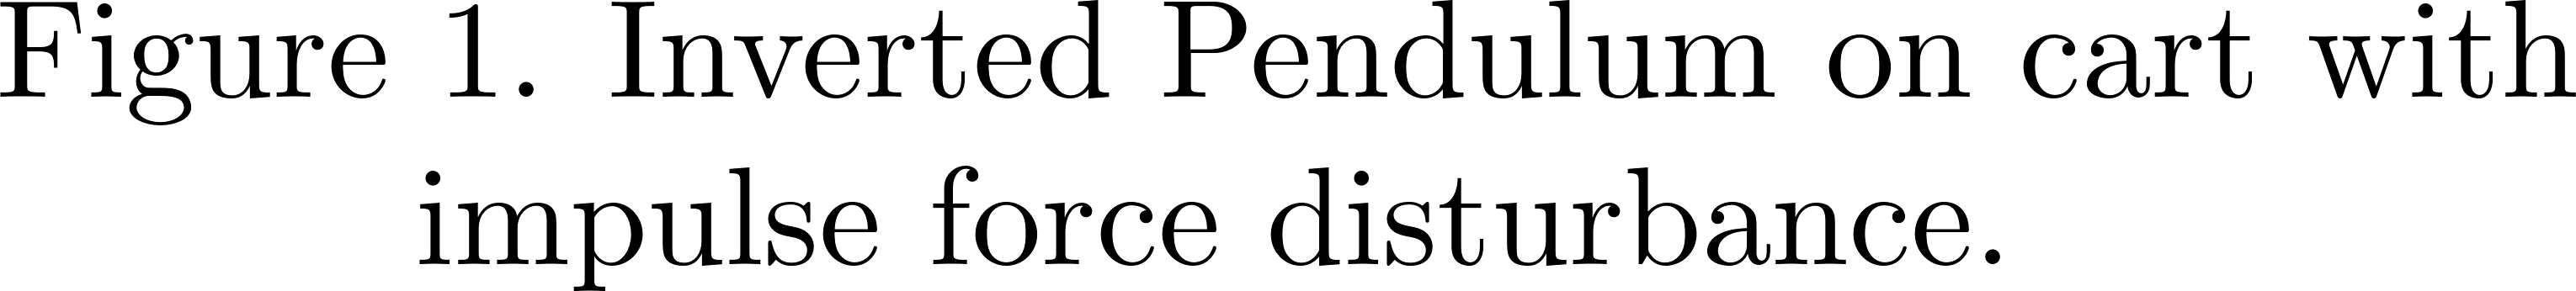 Figure 1. Inverted Pendulum on cart with
impulse force disturbance.